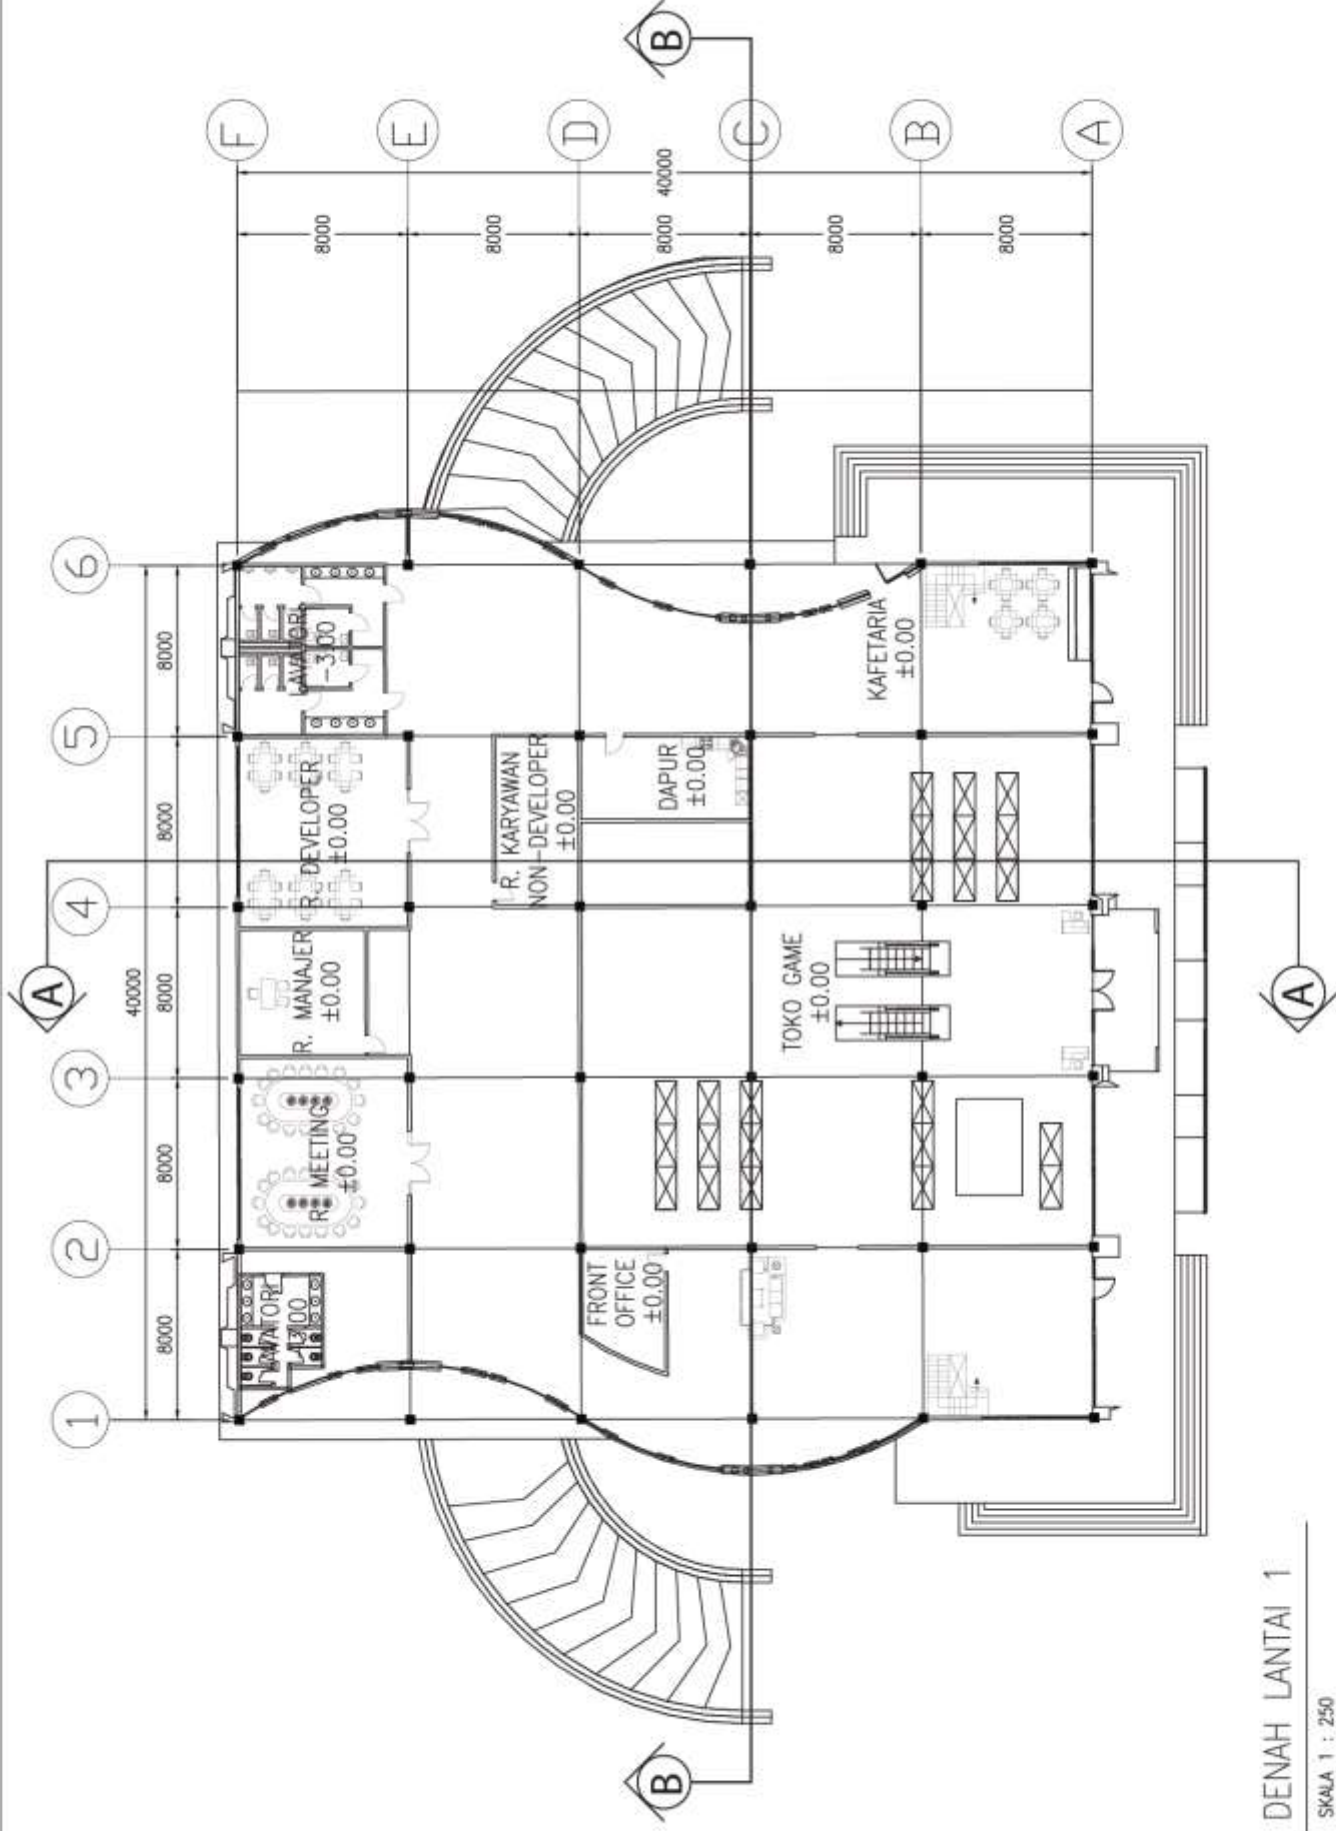 1
2
3
4
5
6
40000
8000
8000
8000
8000
8000
A
LAVATORI
-3.00
R. MEETING
±0.00
R. MANAJER
±0.00
R. DEVELOPER
±0.00
LAVATORI
-3.00
F
8000
E
R. KARYAWAN
NON-DEVELOPER
±0.00
8000
D
FRONT
OFFICE
±0.00
DAPUR
±0.00
8000
40000
B
C
B
TOKO GAME
±0.00
KAFETARIA
±0.00
8000
B
8000
A
A
DENAH LANTAI 1
SKALA 1 : 250